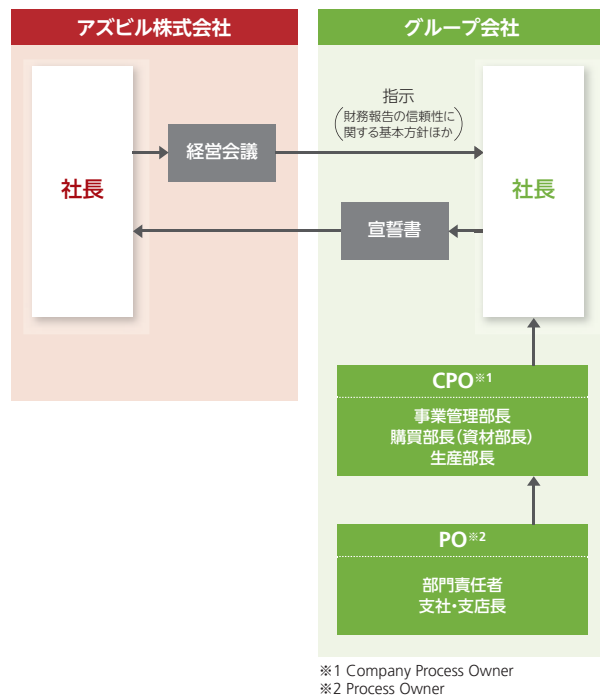 アズビル株式会社
グループ会社
社長
経営会議
指示
(財務報告の信頼性に
関する基本方針ほか)
社長
宣誓書
CPO※1
事業管理部長
購買部長(資材部長)
生産部長
PO※2
部門責任者
支社・支店長
※1 Company Process Owner
※2 Process Owner